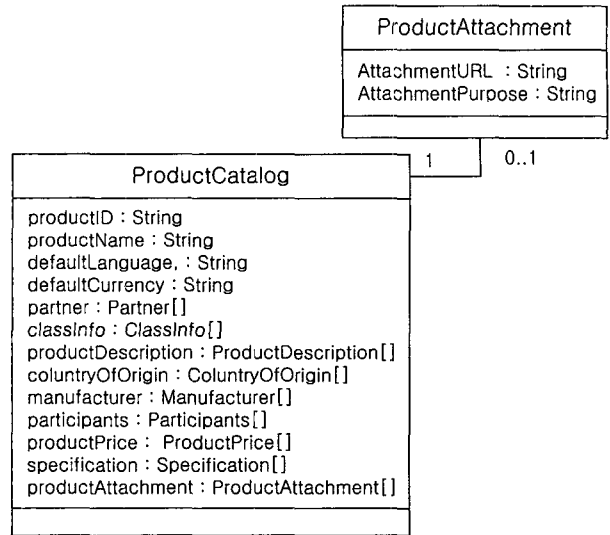 ProductAttachment
AttachmentURL : String
AttachmentPurpose : String
1
0..1
ProductCatalog
productID : String
productName : String
defaultLanguage, : String
defaultCurrency : String
partner : Partner[]
classInfo : ClassInfo[]
productDescription : ProductDescription[]
coluntryOfOrigin : ColuntryOfOrigin[]
manufacturer : Manufacturer[]
participants : Participants[]
productPrice : ProductPrice[]
specification : Specification[]
productAttachment : ProductAttachment[]